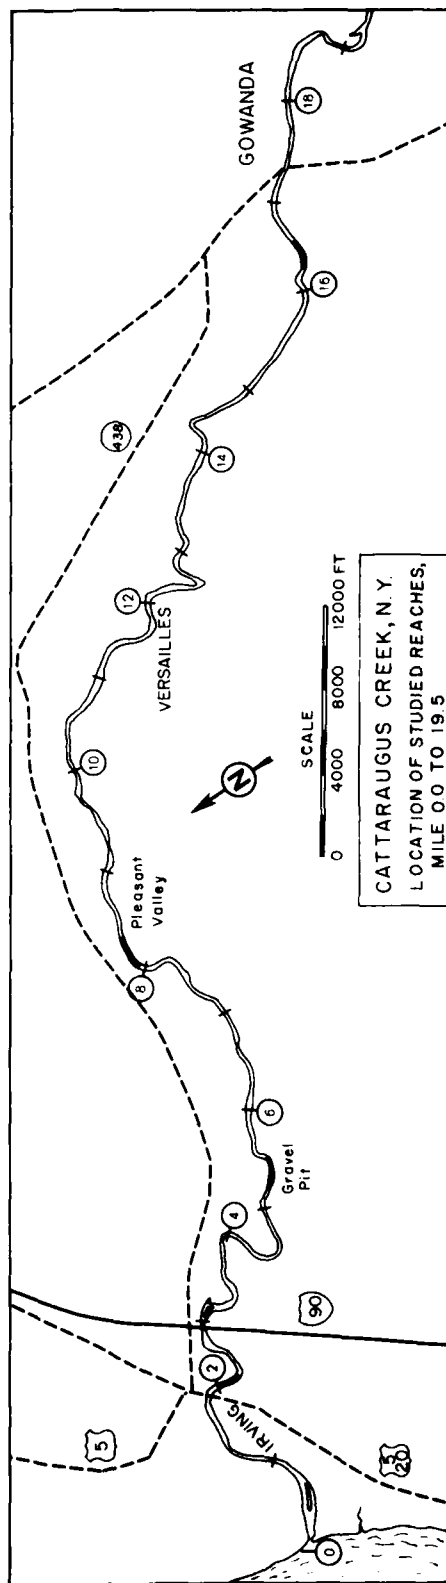 GOWANDA
18
16
438
14
12
VERSAILLES
10
Pleasant
Valley
8
6
Gravel
Pit
4
90
2
IRVING
5
5
20
0
N
SCALE
0 4000 8000 12000 FT
CATTARAUGUS CREEK, N.Y.
LOCATION OF STUDIED REACHES,
MILE 0.0 TO 19.5